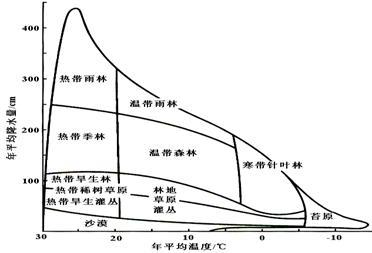 年平均降水量/cm
400
300
200
100
0
热带雨林
温带雨林
热带季林
温带森林
寒带针叶林
热带旱生林
热带稀树草原
热带旱生灌丛
林地
草原
灌丛
苔原
沙漠
30
20
10
0
-10
年平均温度/℃